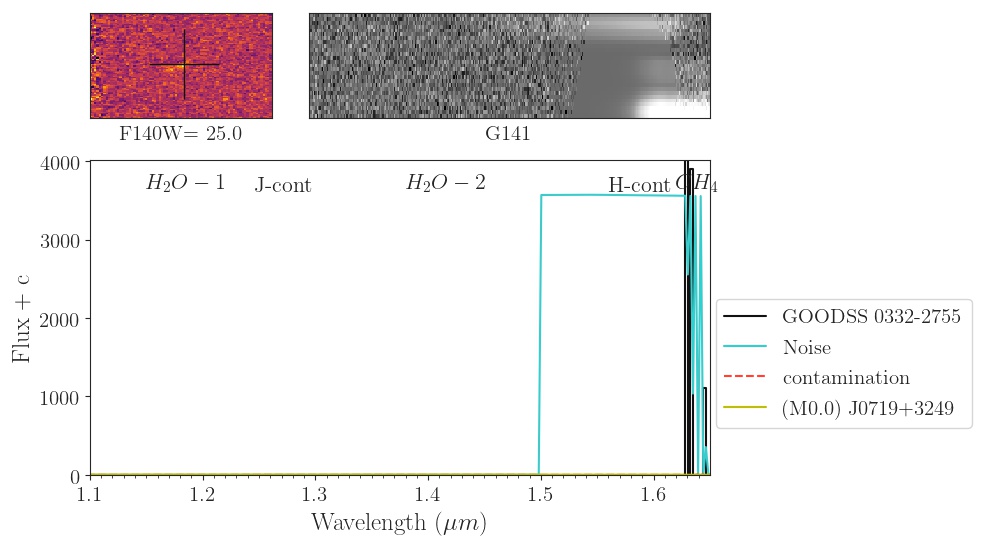 F140W= 25.0
G141
H2O − 1
J-cont
H2O − 2
H-cont
CH4
4000
3000
2000
1000
0
Flux + c
1.1
1.2
1.3
1.4
1.5
1.6
Wavelength (μm)
GOODSS 0332-2755
Noise
contamination
(M0.0) J0719+3249